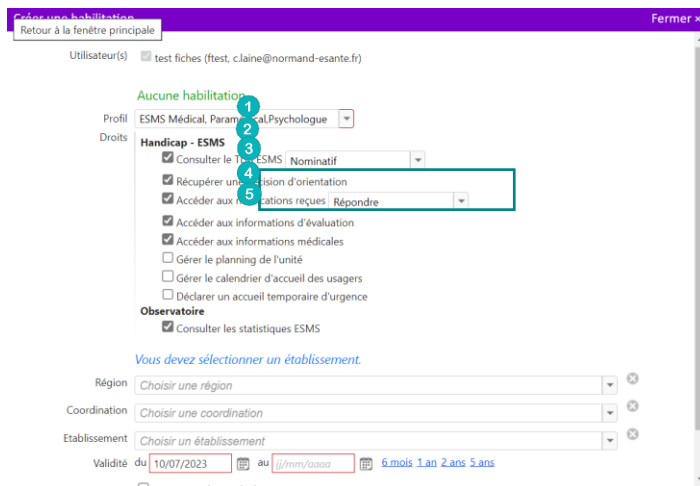 Créer une habilitation
Fermer ×
Retour à la fenêtre principale
Utilisateur(s) test fiches (ftest, c.laine@normand-esante.fr)
Aucune habilitation
1
Profil ESMS Médical, Paramédical,Psychologue
2
Droits Handicap - ESMS
3
Consulter le ESMS Nominatif
4
Récupérer une décision d'orientation
5
Accéder aux reçues Répondre
Accéder aux informations d'évaluation
Accéder aux informations médicales
Gérer le planning de l'unité
Gérer le calendrier d'accueil des usagers
Déclarer un accueil temporaire d'urgence
Observatoire
Consulter les statistiques ESMS
Vous devez sélectionner un établissement.
Région Choisir une région
Coordination Choisir une coordination
Etablissement Choisir un établissement
Validité du 10/07/2023 au jj/mm/aaaa 6 mois 1 an 2 ans 5 ans